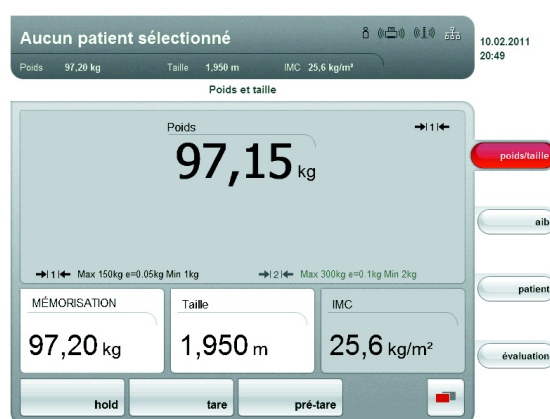 Aucun patient sélectionné
10.02.2011
20:49
Poids 97,20 kg Taille 1,950 m IMC 25,6 kg/m²
Poids et taille
Poids
→|1|←
97,15 kg
→|1|← Max 150kg e=0.05kg Min 1kg →|2|← Max 300kg e=0.1kg Min 2kg
poids/taille
aib
patient
évaluation
MÉMORISATION Taille IMC
97,20 kg 1,950 m 25,6 kg/m²
hold tare pré-tare